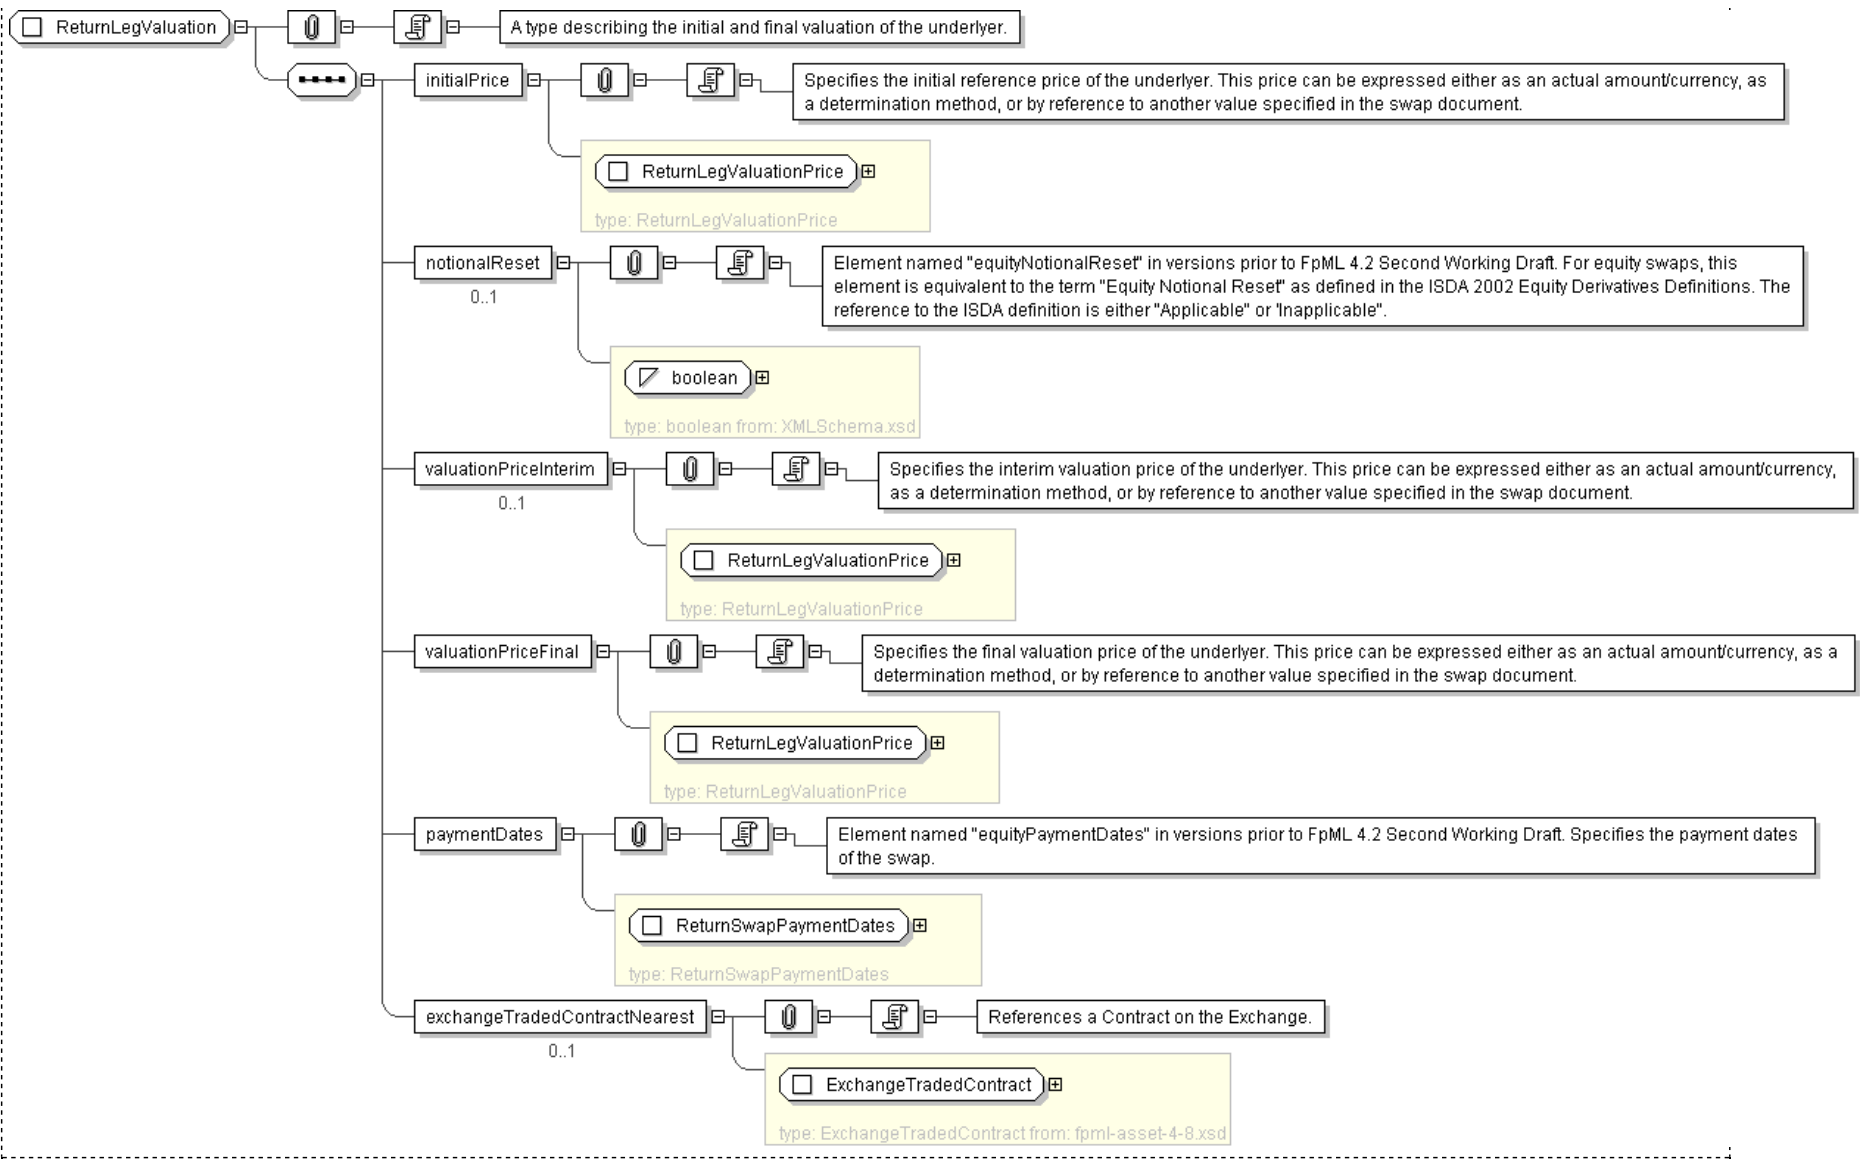 ReturnLegValuation
A type describing the initial and final valuation of the underlyer.
initialPrice
Specifies the initial reference price of the underlyer. This price can be expressed either as an actual amount/currency, as
a determination method, or by reference to another value specified in the swap document.
ReturnLegValuationPrice
type: ReturnLegValuationPrice
notionalReset
0..1
Element named "equityNotionalReset" in versions prior to FpML 4.2 Second Working Draft. For equity swaps, this
element is equivalent to the term "Equity Notional Reset" as defined in the ISDA 2002 Equity Derivatives Definitions. The
reference to the ISDA definition is either "Applicable" or 'Inapplicable".
boolean
type: boolean from: XMLSchema.xsd
valuationPriceInterim
0..1
Specifies the interim valuation price of the underlyer. This price can be expressed either as an actual amount/currency,
as a determination method, or by reference to another value specified in the swap document.
ReturnLegValuationPrice
type: ReturnLegValuationPrice
valuationPriceFinal
Specifies the final valuation price of the underlyer. This price can be expressed either as an actual amount/currency, as a
determination method, or by reference to another value specified in the swap document.
ReturnLegValuationPrice
type: ReturnLegValuationPrice
paymentDates
Element named "equityPaymentDates" in versions prior to FpML 4.2 Second Working Draft. Specifies the payment dates
of the swap.
ReturnSwapPaymentDates
type: ReturnSwapPaymentDates
exchangeTradedContractNearest
0..1
References a Contract on the Exchange.
ExchangeTradedContract
type: ExchangeTradedContract from: fpml-asset-4-8.xsd